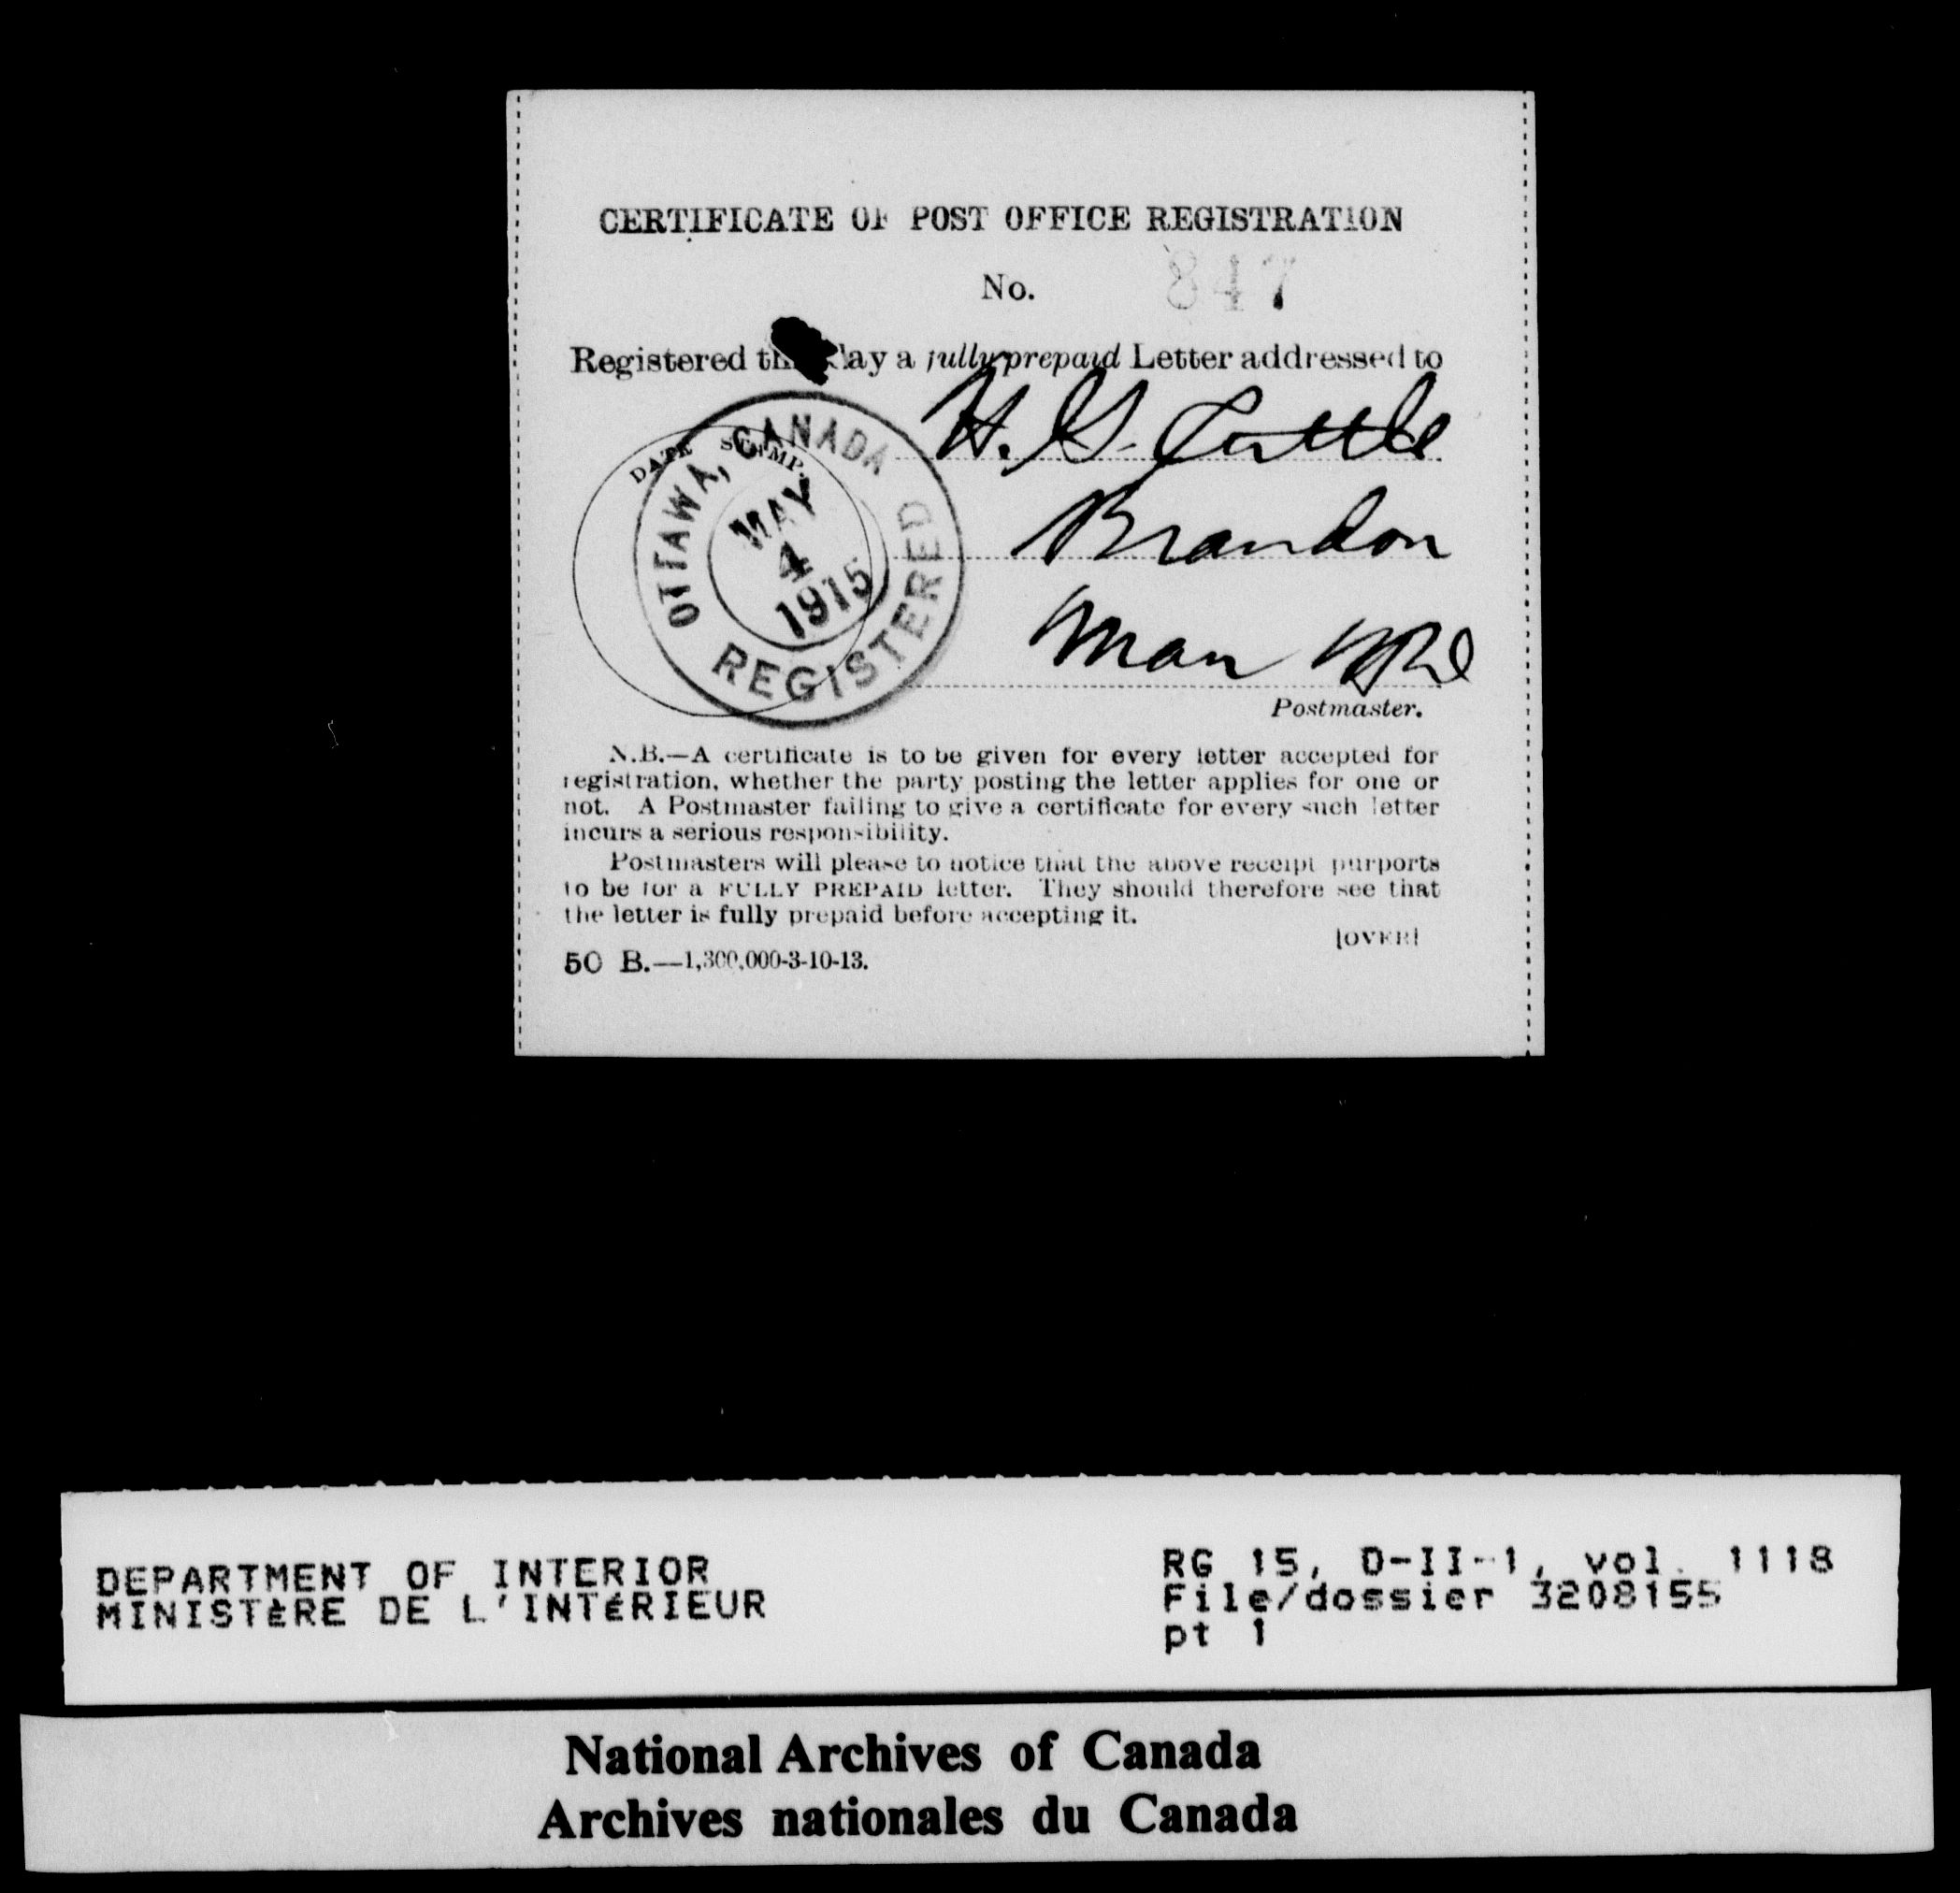 CERTIFICATE OF POST OFFICE REGISTRATION
No. 847
Registered this day a fully prepaid Letter addressed to
H. G. Cuttle
Brandon
Man
DATE STAMP.
OTTAWA, CANADA
MAY
4
1915
REGISTERED
Postmaster.
N.B.—A certificate is to be given for every letter accepted for
registration, whether the party posting the letter applies for one or
not. A Postmaster failing to give a certificate for every such letter
incurs a serious responsibility.
Postmasters will please to notice that the above receipt purports
to be for a FULLY PREPAID letter. They should therefore see that
the letter is fully prepaid before accepting it.
[OVER]
50 B.—1,300,000-3-10-13.
DEPARTMENT OF INTERIOR
MINISTÈRE DE L'INTÉRIEUR
RG 15, D-II-1, vol. 1118
File/dossier 3208155
pt 1
National Archives of Canada
Archives nationales du Canada